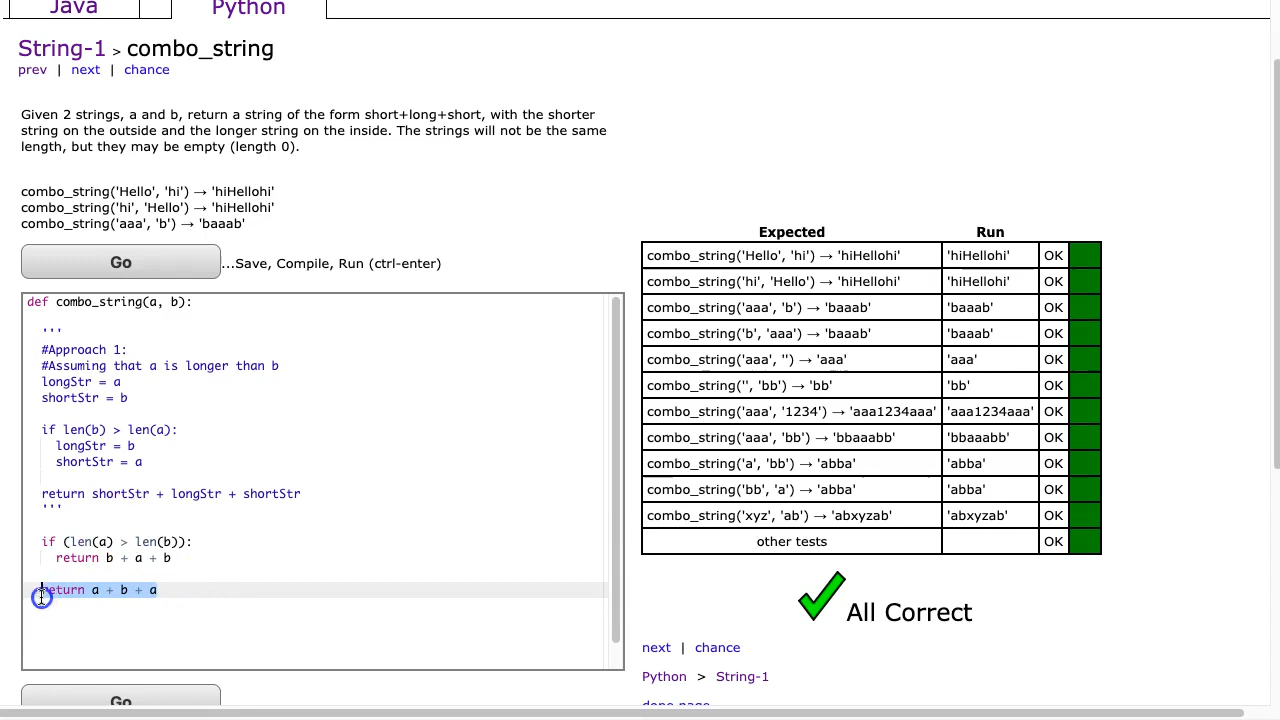 Java
Python
String-1 > combo_string
prev | next | chance
Given 2 strings, a and b, return a string of the form short+long+short, with the shorter
string on the outside and the longer string on the inside. The strings will not be the same
length, but they may be empty (length 0).
combo_string('Hello', 'hi') → 'hiHellohi'
combo_string('hi', 'Hello') → 'hiHellohi'
combo_string('aaa', 'b') → 'baaab'
Go
...Save, Compile, Run (ctrl-enter)
def combo_string(a, b):
'''
#Approach 1:
#Assuming that a is longer than b
longStr = a
shortStr = b
if len(b) > len(a):
longStr = b
shortStr = a
return shortStr + longStr + shortStr
'''
if (len(a) > len(b)):
return b + a + b
return a + b + a
Go
Expected Run
combo_string('Hello', 'hi') → 'hiHellohi' 'hiHellohi' OK
combo_string('hi', 'Hello') → 'hiHellohi' 'hiHellohi' OK
combo_string('aaa', 'b') → 'baaab' 'baaab' OK
combo_string('b', 'aaa') → 'baaab' 'baaab' OK
combo_string('aaa', '') → 'aaa' 'aaa' OK
combo_string('', 'bb') → 'bb' 'bb' OK
combo_string('aaa', '1234') → 'aaa1234aaa' 'aaa1234aaa' OK
combo_string('aaa', 'bb') → 'bbaaabb' 'bbaaabb' OK
combo_string('a', 'bb') → 'abba' 'abba' OK
combo_string('bb', 'a') → 'abba' 'abba' OK
combo_string('xyz', 'ab') → 'abxyzab' 'abxyzab' OK
other tests OK
All Correct
next | chance
Python > String-1
done page